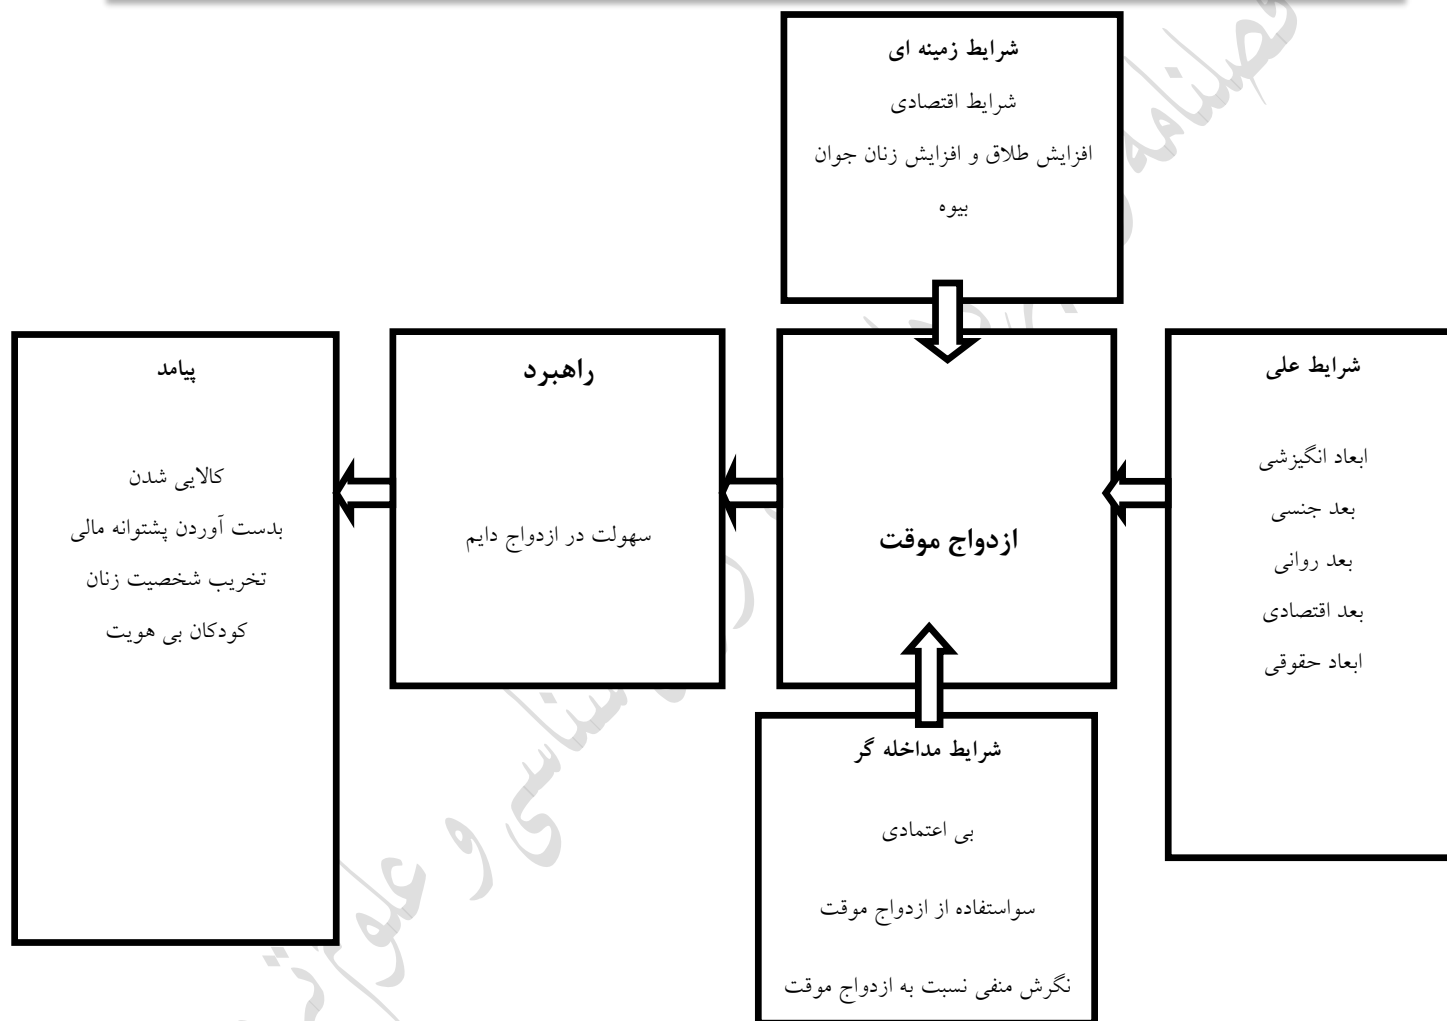 شرایط زمینه ای
شرایط اقتصادی
افزایش طلاق و افزایش زنان جوان
بیوه
شرایط علی
ابعاد انگیزشی
بعد جنسی
بعد روانی
بعد اقتصادی
ابعاد حقوقی
ازدواج موقت
راهبرد
سهولت در ازدواج دایم
پیامد
کالایی شدن
بدست آوردن پشتوانه مالی
تخریب شخصیت زنان
کودکان بی هویت
شرایط مداخله گر
بی اعتمادی
سواستفاده از ازدواج موقت
نگرش منفی نسبت به ازدواج موقت